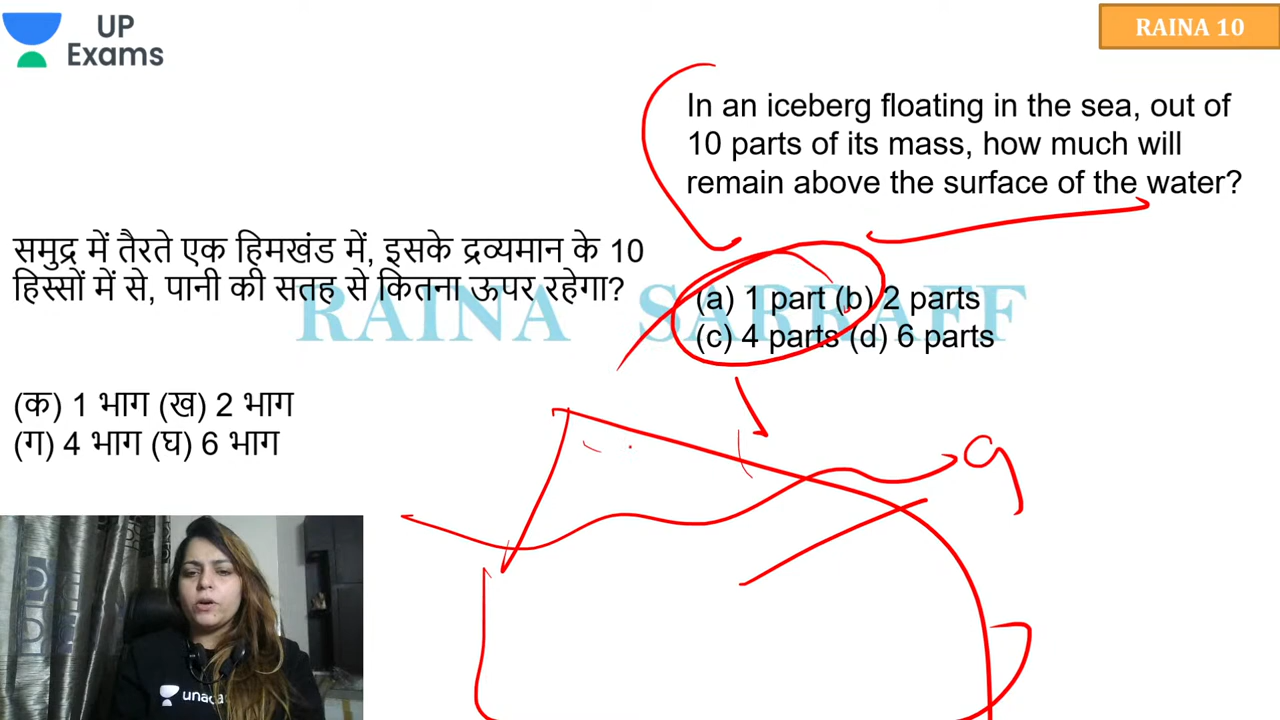 UP
Exams
RAINA 10
In an iceberg floating in the sea, out of
10 parts of its mass, how much will
remain above the surface of the water?
समुद्र में तैरते एक हिमखंड में, इसके द्रव्यमान के 10
हिस्सों में से, पानी की सतह से कितना ऊपर रहेगा?
RAINA SARRAFF
(a) 1 part (b) 2 parts
(c) 4 parts (d) 6 parts
(क) 1 भाग (ख) 2 भाग
(ग) 4 भाग (घ) 6 भाग
9